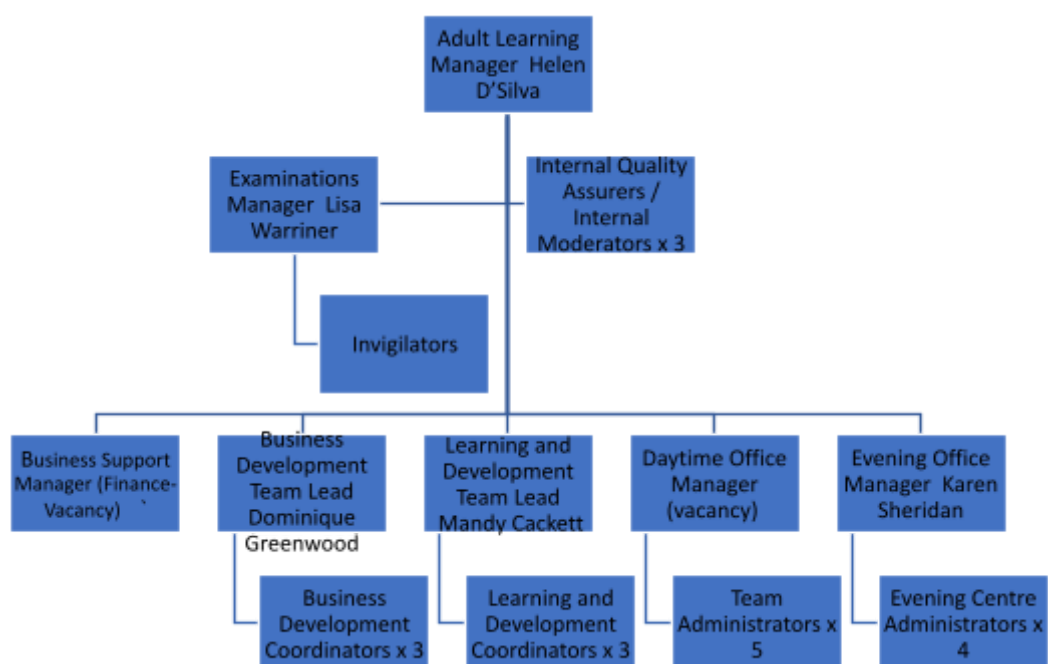 Adult Learning
Manager  Helen
D'Silva
Examinations
Manager  Lisa
Warriner
Internal Quality
Assurers /
Internal
Moderators x 3
Invigilators
Business Support
Manager (Finance-
Vacancy)    `
Business
Development
Team Lead
Dominique
Greenwood
Learning and
Development
Team Lead
Mandy Cackett
Daytime Office
Manager
(vacancy)
Evening Office
Manager  Karen
Sheridan
Business
Development
Coordinators x 3
Learning and
Development
Coordinators x 3
Team
Administrators x
5
Evening Centre
Administrators x
4